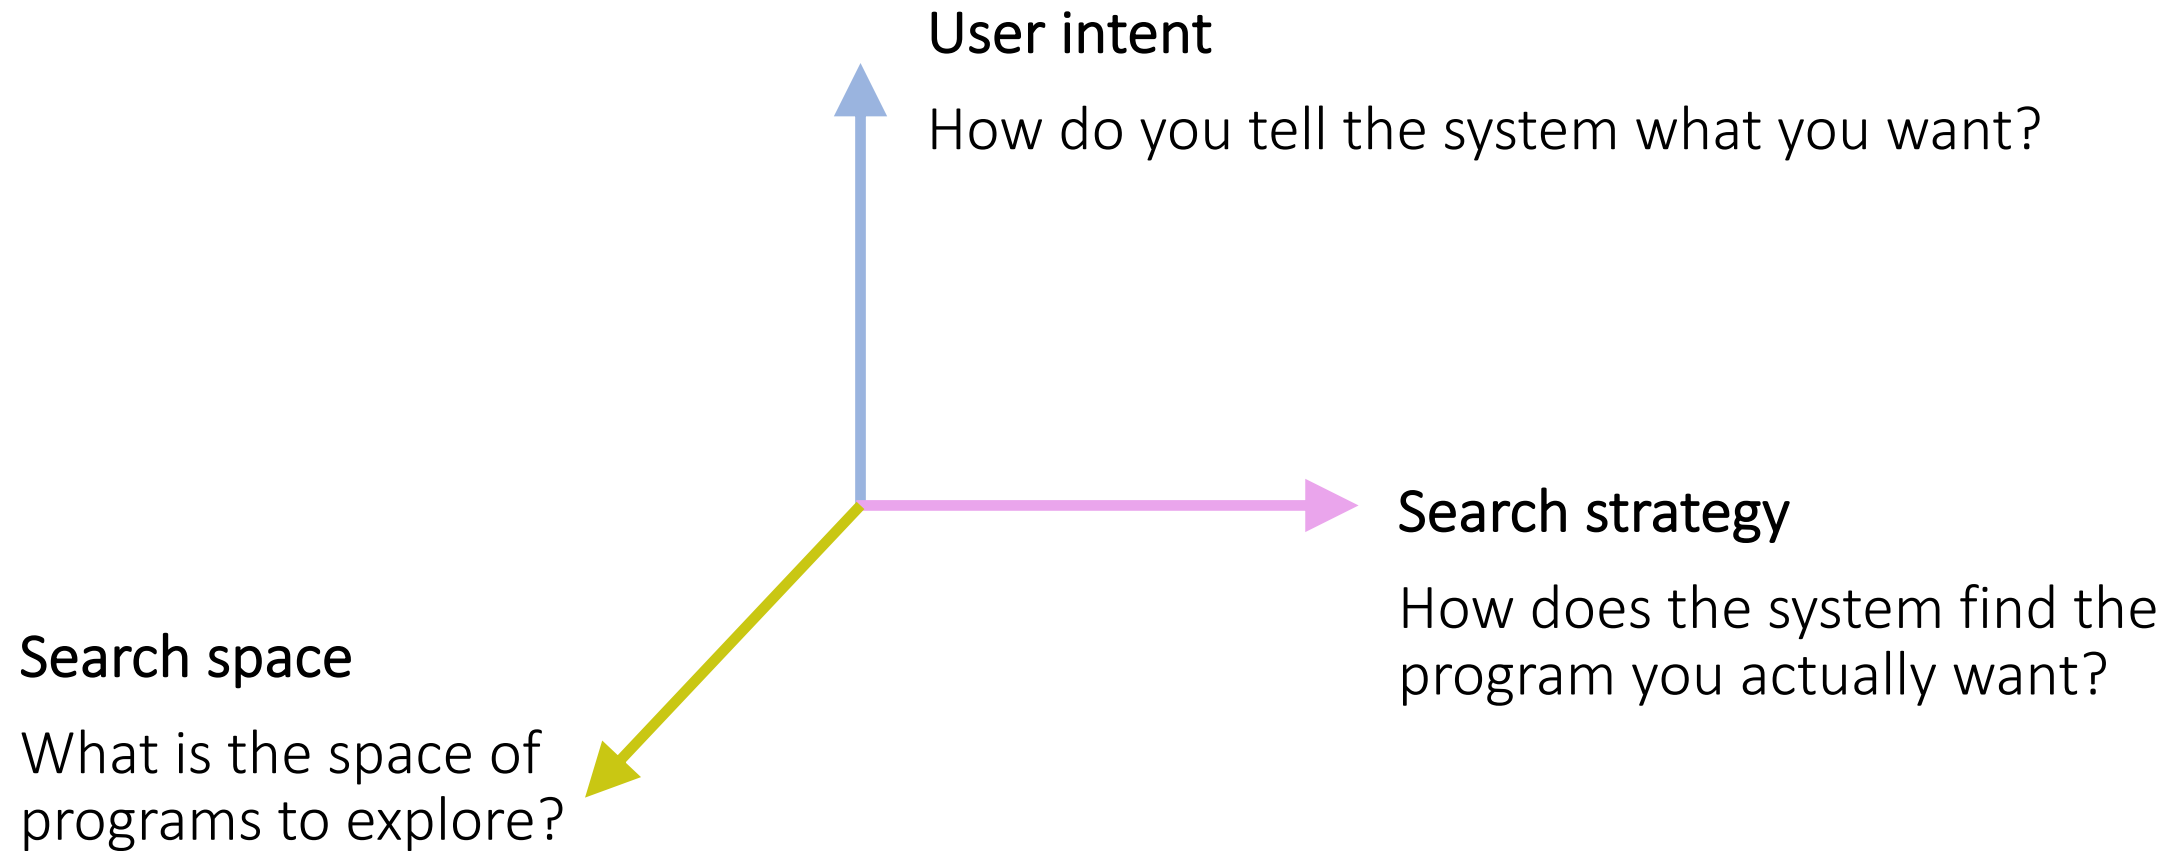 User intent
How do you tell the system what you want?
Search strategy
How does the system find the
program you actually want?
Search space
What is the space of
programs to explore?